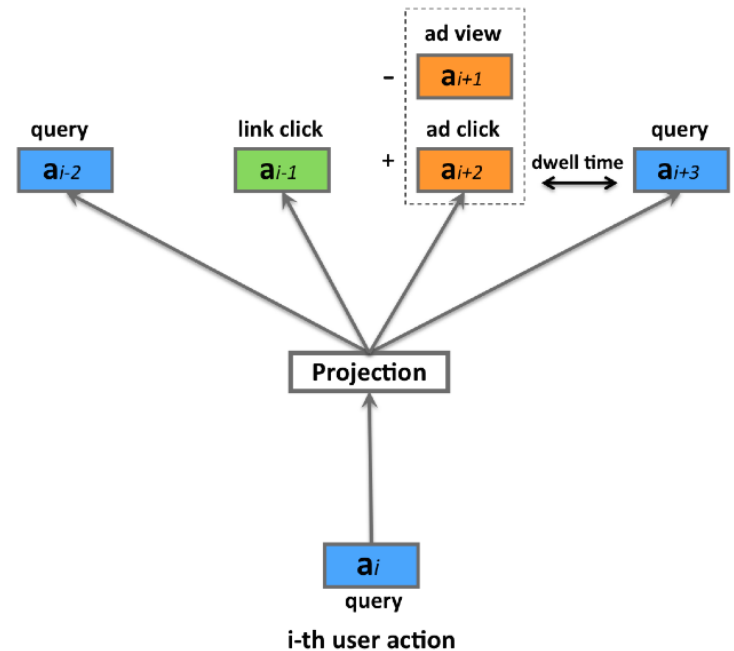 ad view
- ai+1
query link click ad click query
ai-2 ai-1 + ai+2 dwell time ai+3
Projection
ai
query
i-th user action